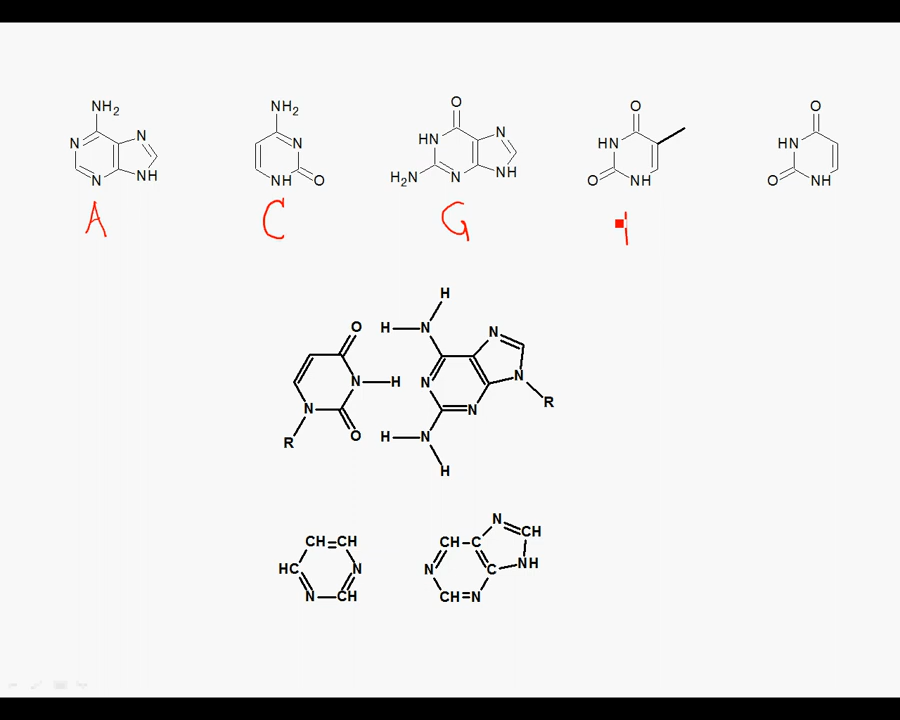 NH2 NH2 O O O
N N N HN N HN HN
N NH NH O H2N N NH O NH O NH
A C G
H
O H N N
N H N
N N N R
R O H N
H
N CH
CH=CH CH C
HC N N C NH
N CH CH=N